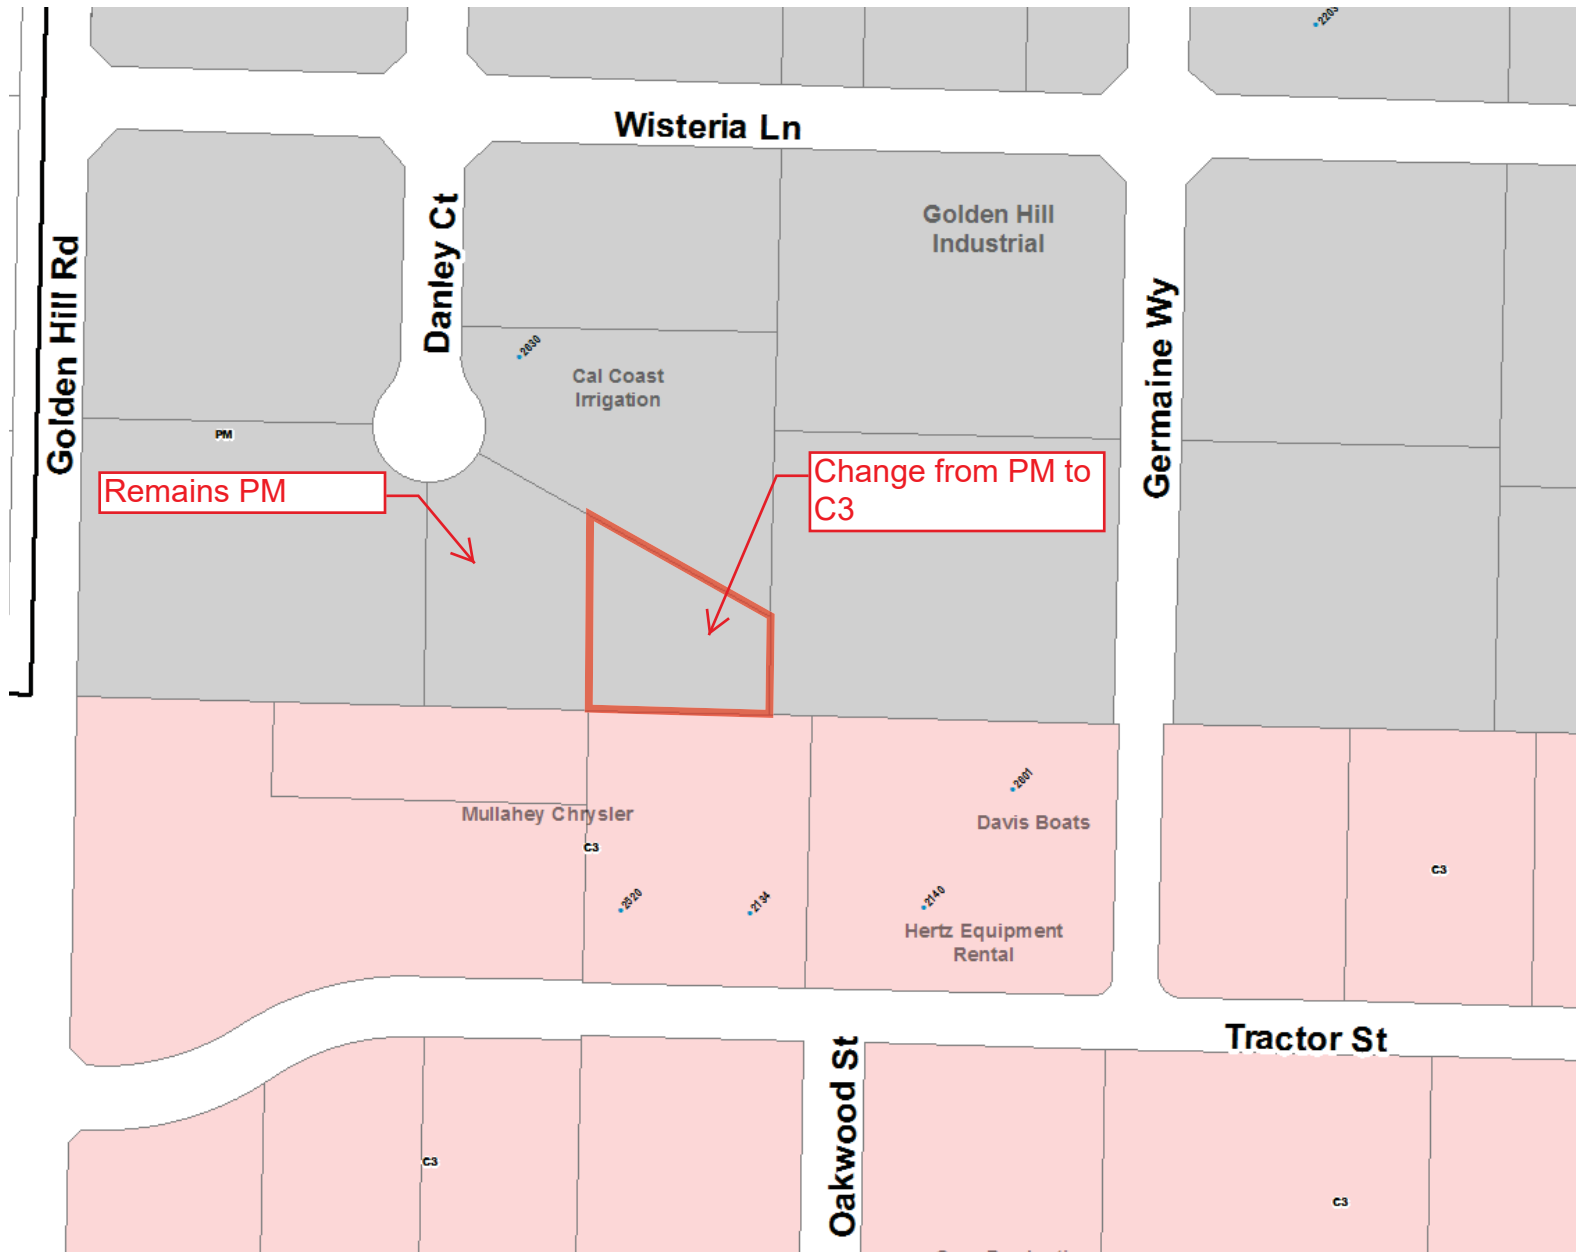 2203
Wisteria Ln
Golden Hill
Industrial
Danley Ct
Golden Hill Rd
Germaine Wy
2030
Cal Coast
Irrigation
PM
Remains PM
Change from PM to
C3
2601
Mullahey Chrysler
Davis Boats
C3
C3
2134
2140
Hertz Equipment
Rental
Tractor St
Oakwood St
C3
C3